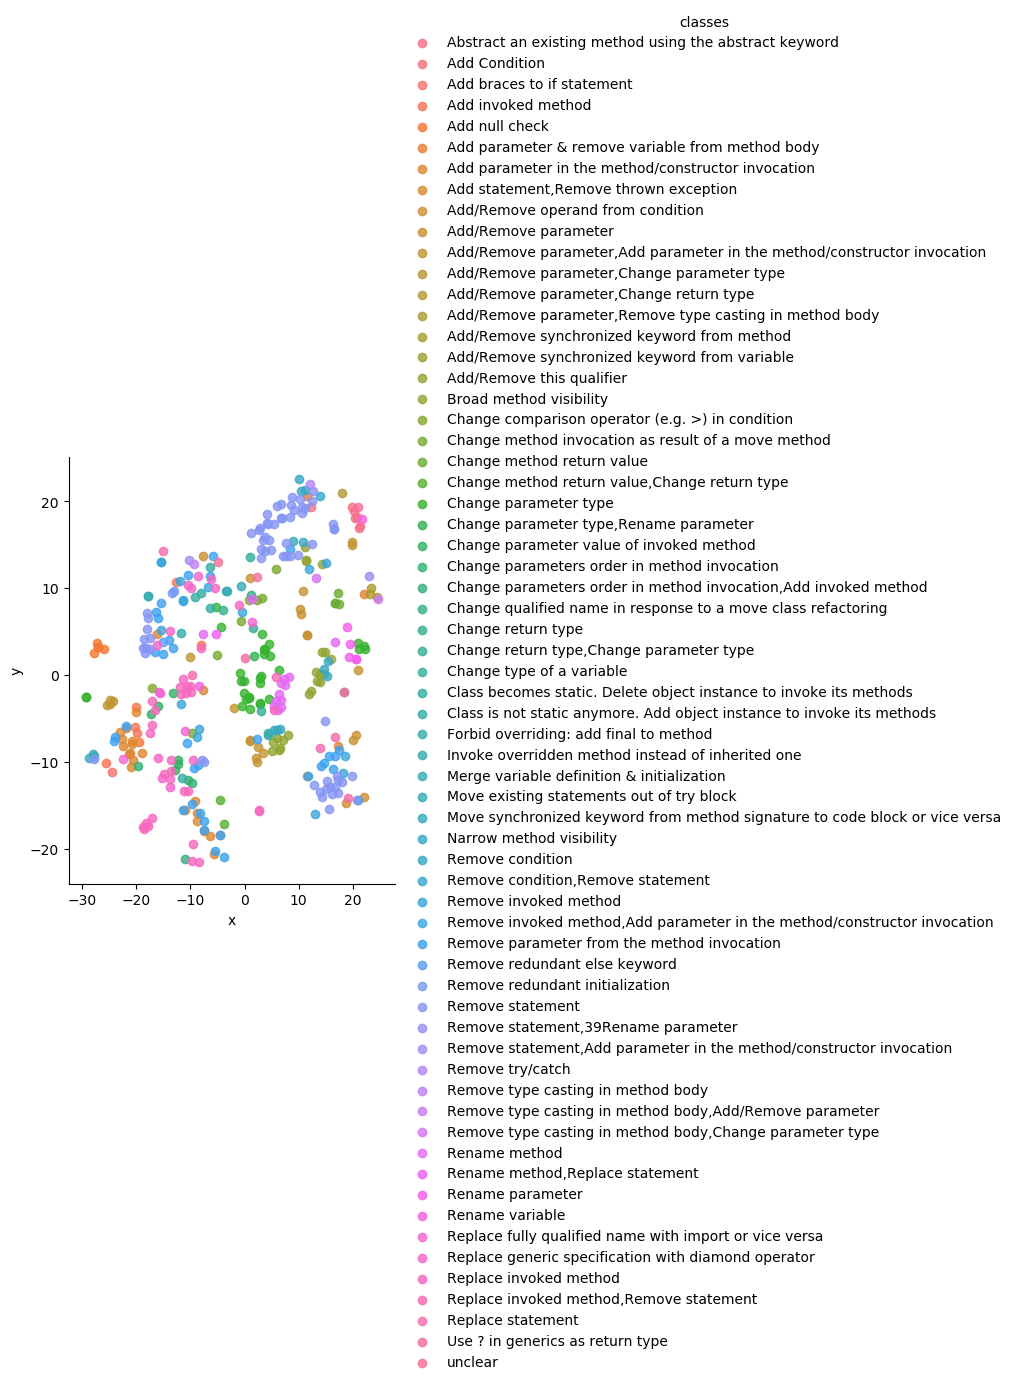 classes
Abstract an existing method using the abstract keyword
Add Condition
Add braces to if statement
Add invoked method
Add null check
Add parameter & remove variable from method body
Add parameter in the method/constructor invocation
Add statement,Remove thrown exception
Add/Remove operand from condition
Add/Remove parameter
Add/Remove parameter,Add parameter in the method/constructor invocation
Add/Remove parameter,Change parameter type
Add/Remove parameter,Change return type
Add/Remove parameter,Remove type casting in method body
Add/Remove synchronized keyword from method
Add/Remove synchronized keyword from variable
Add/Remove this qualifier
Broad method visibility
Change comparison operator (e.g. >) in condition
Change method invocation as result of a move method
Change method return value
Change method return value,Change return type
Change parameter type
Change parameter type,Rename parameter
Change parameter value of invoked method
Change parameters order in method invocation
Change parameters order in method invocation,Add invoked method
Change qualified name in response to a move class refactoring
Change return type
Change return type,Change parameter type
Change type of a variable
Class becomes static. Delete object instance to invoke its methods
Class is not static anymore. Add object instance to invoke its methods
Forbid overriding: add final to method
Invoke overridden method instead of inherited one
Merge variable definition & initialization
Move existing statements out of try block
Move synchronized keyword from method signature to code block or vice versa
Narrow method visibility
Remove condition
Remove condition,Remove statement
Remove invoked method
Remove invoked method,Add parameter in the method/constructor invocation
Remove parameter from the method invocation
Remove redundant else keyword
Remove redundant initialization
Remove statement
Remove statement,39Rename parameter
Remove statement,Add parameter in the method/constructor invocation
Remove try/catch
Remove type casting in method body
Remove type casting in method body,Add/Remove parameter
Remove type casting in method body,Change parameter type
Rename method
Rename method,Replace statement
Rename parameter
Rename variable
Replace fully qualified name with import or vice versa
Replace generic specification with diamond operator
Replace invoked method
Replace invoked method,Remove statement
Replace statement
Use ? in generics as return type
unclear
20
10
0
−10
−20
y
−30 −20 −10 0 10 20
x